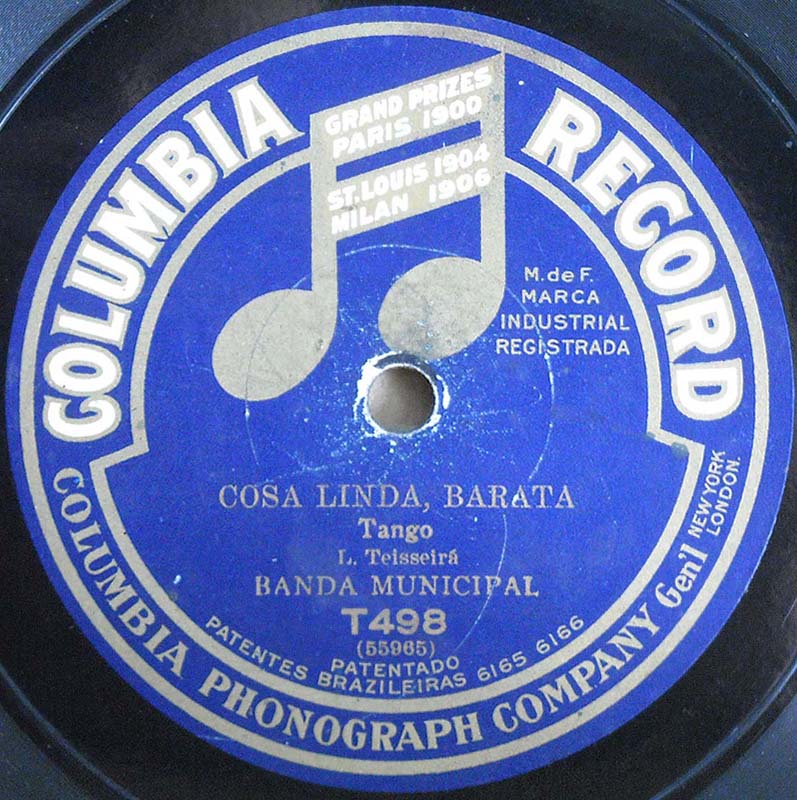 COLUMBIA RECORD
GRAND PRIZES
PARIS 1900
ST. LOUIS 1904
MILAN 1906
M. de F.
MARCA
INDUSTRIAL
REGISTRADA
COSA LINDA, BARATA
Tango
L. Teisseirá
BANDA MUNICIPAL
T498
(55965)
PATENTADO
PATENTES BRAZILEIRAS 6165 6166
COLUMBIA PHONOGRAPH COMPANY Gen'l
NEW YORK
LONDON.